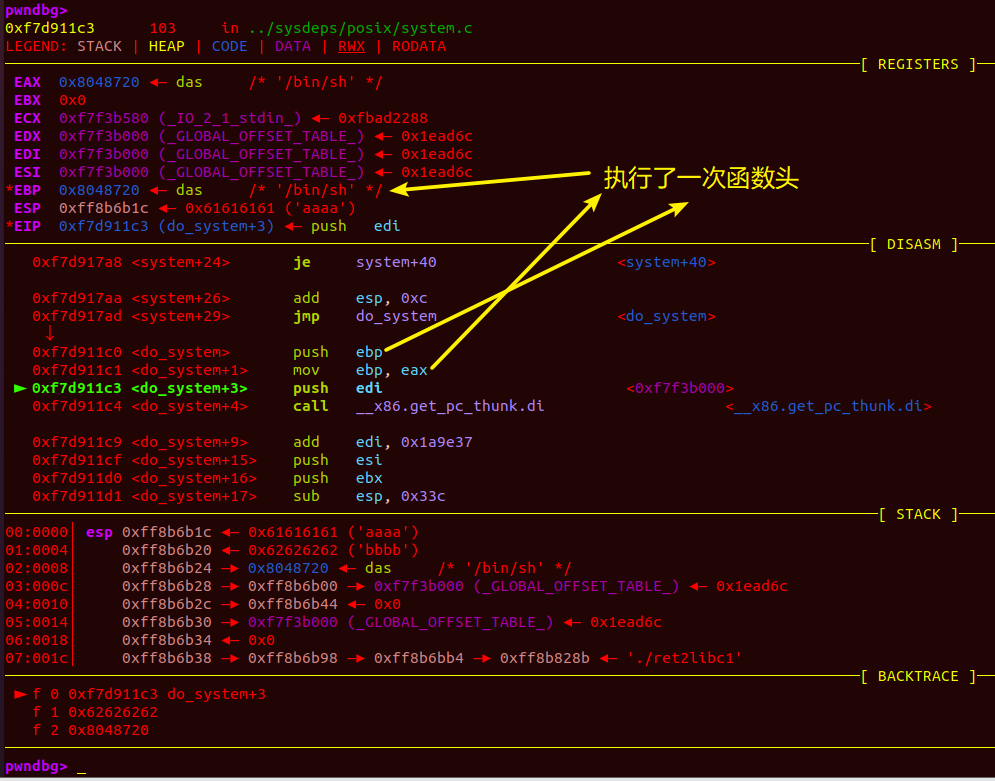 pwndbg>
0xf7d911c3      103     in ../sysdeps/posix/system.c
LEGEND: STACK | HEAP | CODE | DATA | RWX | RODATA
[ REGISTERS ]
EAX  0x8048720 ◂— das     /* '/bin/sh' */
EBX  0x0
ECX  0xf7f3b580 (_IO_2_1_stdin_) ◂— 0xfbad2288
EDX  0xf7f3b000 (_GLOBAL_OFFSET_TABLE_) ◂— 0x1ead6c
EDI  0xf7f3b000 (_GLOBAL_OFFSET_TABLE_) ◂— 0x1ead6c
ESI  0xf7f3b000 (_GLOBAL_OFFSET_TABLE_) ◂— 0x1ead6c
*EBP  0x8048720 ◂— das     /* '/bin/sh' */
执行了一次函数头
ESP  0xff8b6b1c ◂— 0x61616161 ('aaaa')
*EIP  0xf7d911c3 (do_system+3) ◂— push   edi
[ DISASM ]
0xf7d917a8 <system+24>       je     system+40                    <system+40>
0xf7d917aa <system+26>       add    esp, 0xc
0xf7d917ad <system+29>       jmp    do_system                    <do_system>
↓
0xf7d911c0 <do_system>       push   ebp
0xf7d911c1 <do_system+1>     mov    ebp, eax
► 0xf7d911c3 <do_system+3>     push   edi                           <0xf7f3b000>
0xf7d911c4 <do_system+4>     call   __x86.get_pc_thunk.di                    <__x86.get_pc_thunk.di>
0xf7d911c9 <do_system+9>     add    edi, 0x1a9e37
0xf7d911cf <do_system+15>    push   esi
0xf7d911d0 <do_system+16>    push   ebx
0xf7d911d1 <do_system+17>    sub    esp, 0x33c
[ STACK ]
00:0000│ esp 0xff8b6b1c ◂— 0x61616161 ('aaaa')
01:0004│     0xff8b6b20 ◂— 0x62626262 ('bbbb')
02:0008│     0xff8b6b24 —▸ 0x8048720 ◂— das     /* '/bin/sh' */
03:000c│     0xff8b6b28 —▸ 0xff8b6b00 —▸ 0xf7f3b000 (_GLOBAL_OFFSET_TABLE_) ◂— 0x1ead6c
04:0010│     0xff8b6b2c —▸ 0xff8b6b44 ◂— 0x0
05:0014│     0xff8b6b30 —▸ 0xf7f3b000 (_GLOBAL_OFFSET_TABLE_) ◂— 0x1ead6c
06:0018│     0xff8b6b34 ◂— 0x0
07:001c│     0xff8b6b38 —▸ 0xff8b6b98 —▸ 0xff8b6bb4 —▸ 0xff8b828b ◂— './ret2libc1'
[ BACKTRACE ]
► f 0 0xf7d911c3 do_system+3
f 1 0x62626262
f 2 0x8048720
pwndbg> _